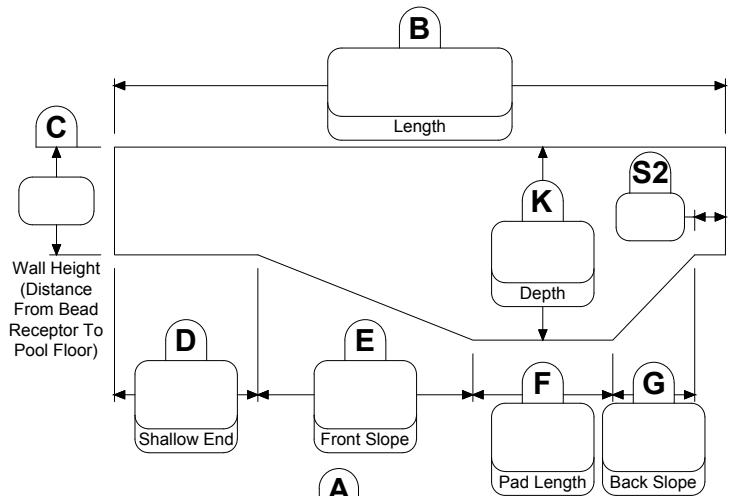 B
Length
C
S2
K
Wall Height
(Distance
From Bead
Receptor To
Pool Floor)
Depth
D
E
F
G
Shallow End
Front Slope
Pad Length
Back Slope
A